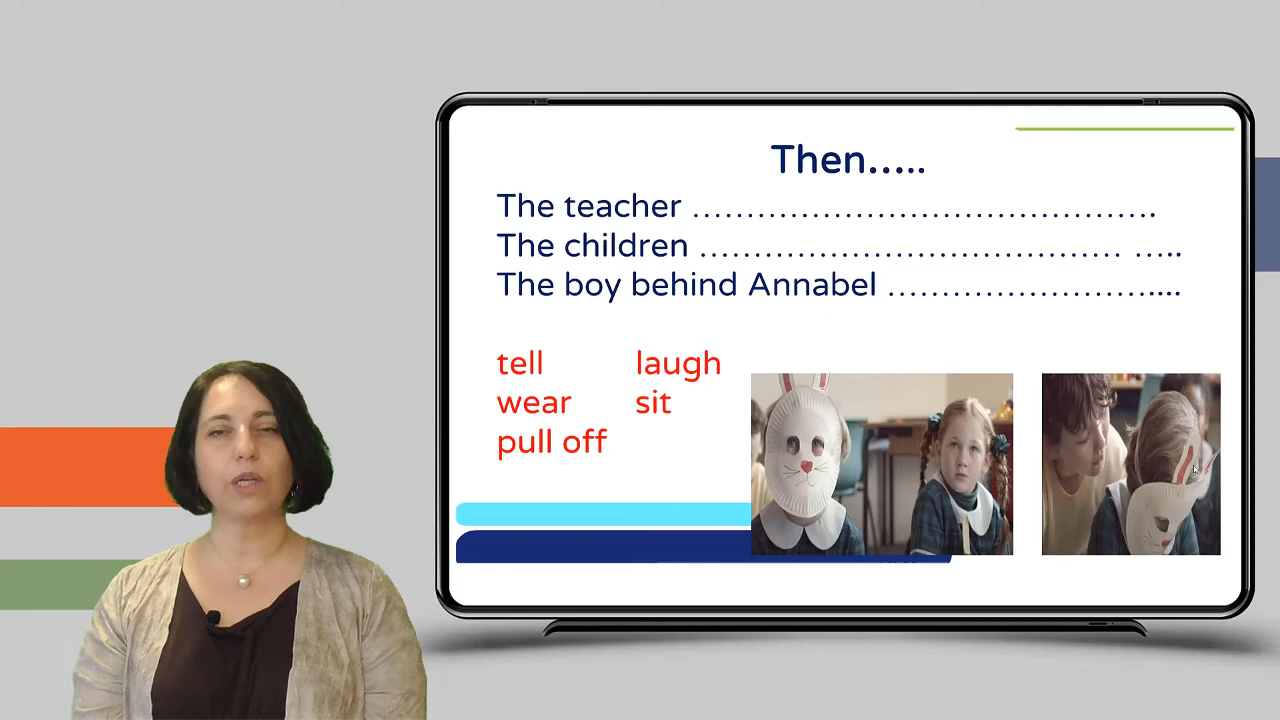 Then.....
The teacher ................................................
The children ............................................ .....
The boy behind Annabel ...............................
tell laugh
wear sit
pull off